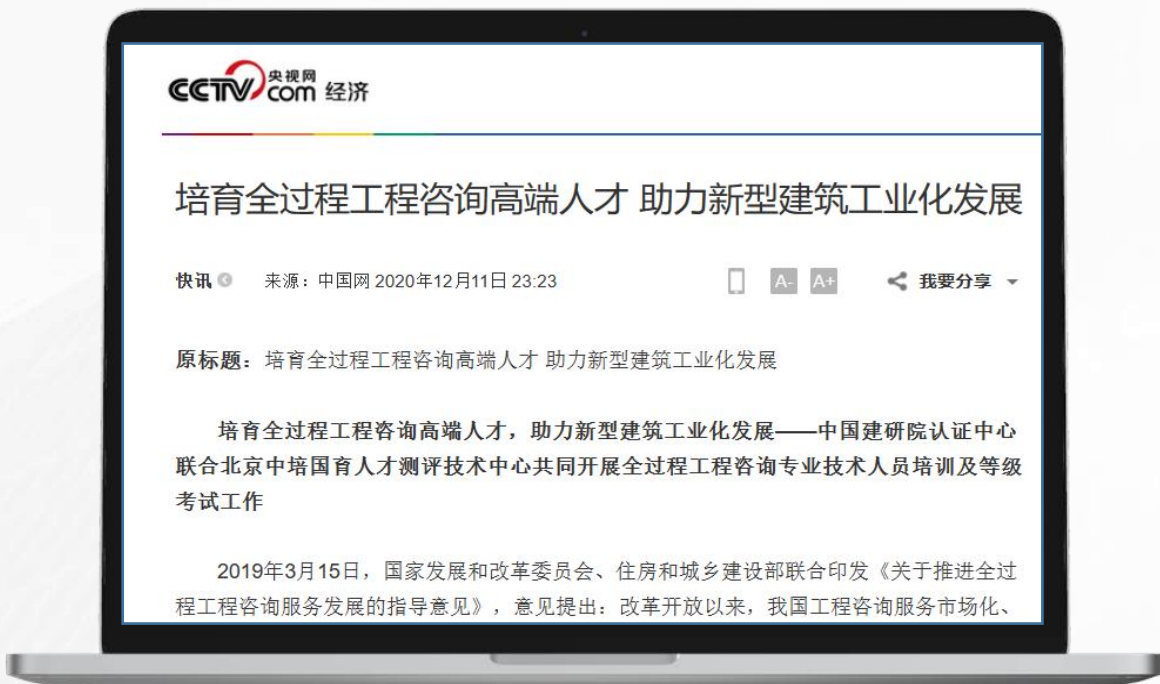 CCTV 央视网
com 经济
培育全过程工程咨询高端人才 助力新型建筑工业化发展
快讯 来源：中国网 2020年12月11日 23:23 A- A+ 我要分享
原标题：培育全过程工程咨询高端人才 助力新型建筑工业化发展
培育全过程工程咨询高端人才，助力新型建筑工业化发展——中国建研院认证中心
联合北京中培国育人才测评技术中心共同开展全过程工程咨询专业技术人员培训及等级
考试工作
2019年3月15日，国家发展和改革委员会、住房和城乡建设部联合印发《关于推进全过
程工程咨询服务发展的指导意见》，意见提出：改革开放以来，我国工程咨询服务市场化、